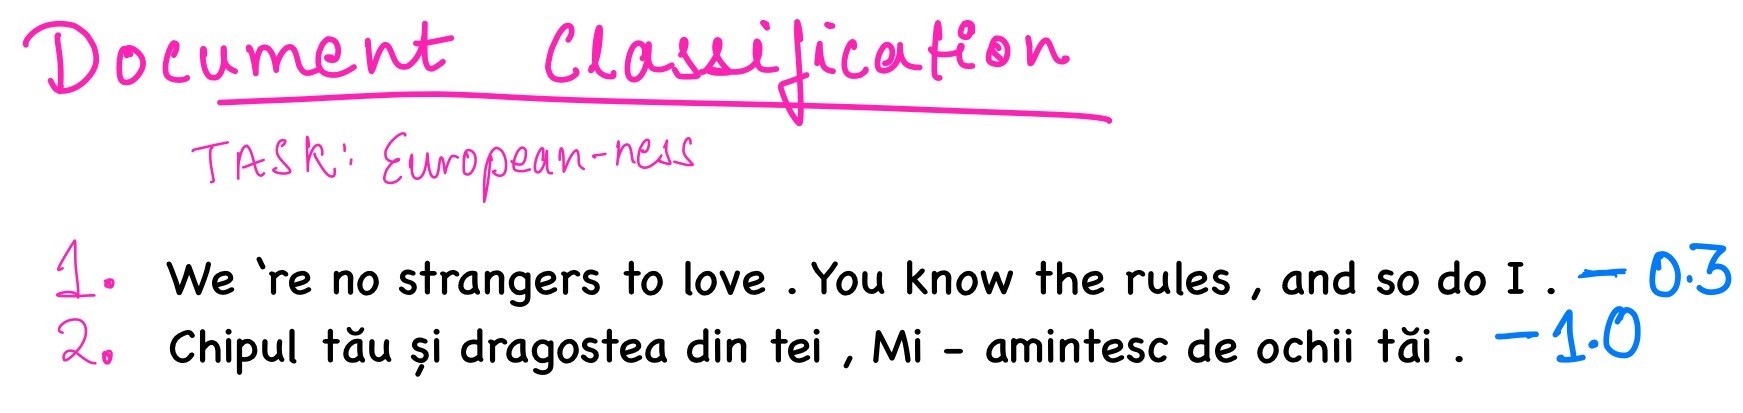 Document Classification
TASK: European-ness
1. We 're no strangers to love . You know the rules , and so do I . - 0.3
2. Chipul tău și dragostea din tei , Mi - amintesc de ochii tăi . - 1.0